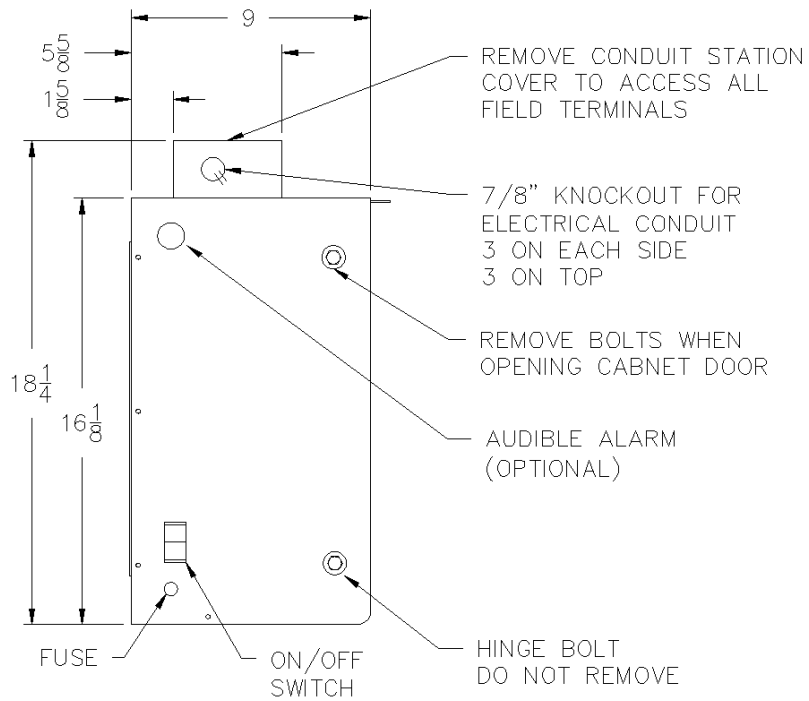 9
5 5/8
1 5/8
REMOVE CONDUIT STATION
COVER TO ACCESS ALL
FIELD TERMINALS
7/8" KNOCKOUT FOR
ELECTRICAL CONDUIT
3 ON EACH SIDE
3 ON TOP
REMOVE BOLTS WHEN
OPENING CABNET DOOR
18 1/4
16 1/8
AUDIBLE ALARM
(OPTIONAL)
FUSE
ON/OFF
SWITCH
HINGE BOLT
DO NOT REMOVE